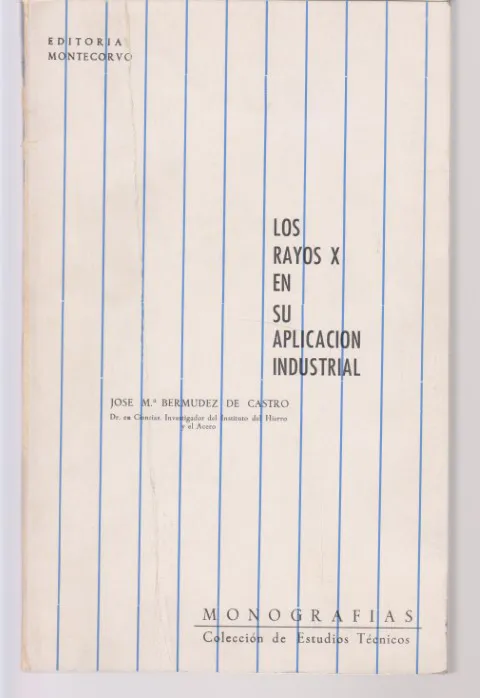 EDITORIA
MONTECORVO
LOS
RAYOS X
EN
SU
APLICACION
INDUSTRIAL
JOSE M.ª BERMUDEZ DE CASTRO
Dr. en Ciencias. Investigador del Instituto del Hierro
y el Acero
MONOGRAFIAS
Colección de Estudios Técnicos